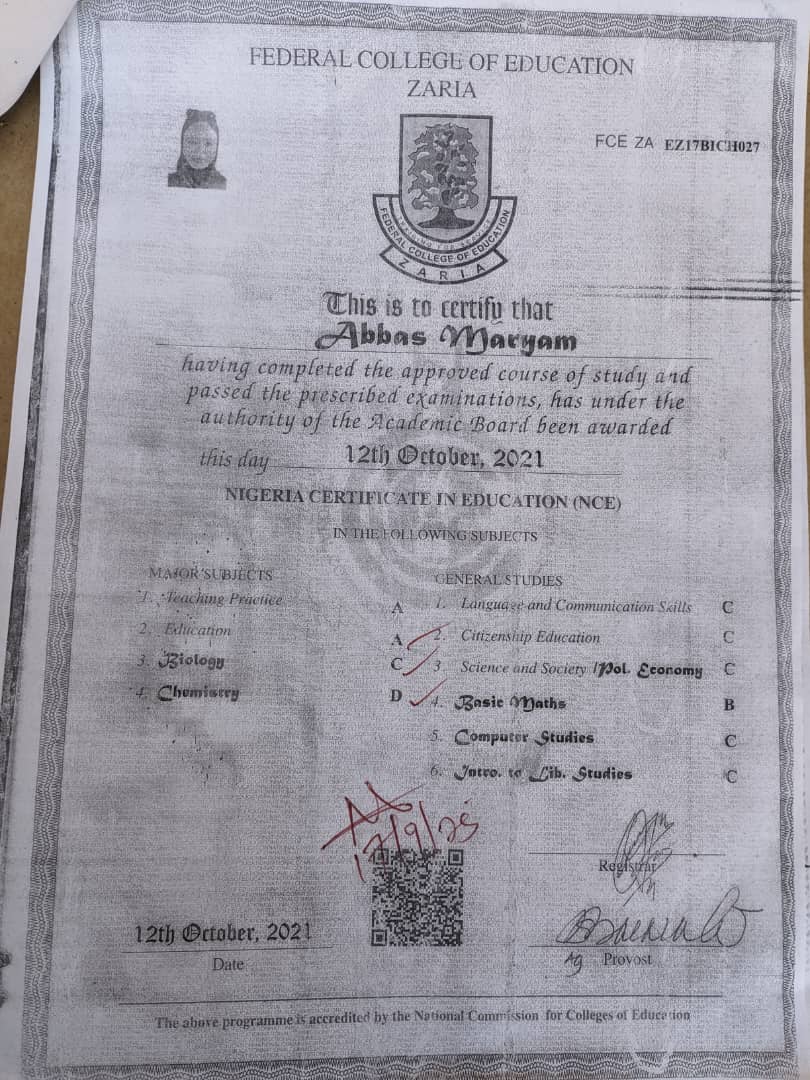 FEDERAL COLLEGE OF EDUCATION
ZARIA
FCE ZA EZ17BICH027
FEDERAL COLLEGE OF EDUCATION
ZARIA
This is to certify that
Abbas Maryam
having completed the approved course of study and
passed the prescribed examinations, has under the
authority of the Academic Board been awarded
this day 12th October, 2021
NIGERIA CERTIFICATE IN EDUCATION (NCE)
IN THE FOLLOWING SUBJECTS
MAJOR SUBJECTS
1. Teaching Practice A
2. Education A
3. Biology C
4. Chemistry D
GENERAL STUDIES
1. Language and Communication Skills C
2. Citizenship Education C
3. Science and Society /Pol. Economy C
4. Basic Maths B
5. Computer Studies C
6. Intro. to Lib. Studies C
17/9/25
Registrar
12th October, 2021
Date
Ag Provost
The above programme is accredited by the National Commission for Colleges of Education